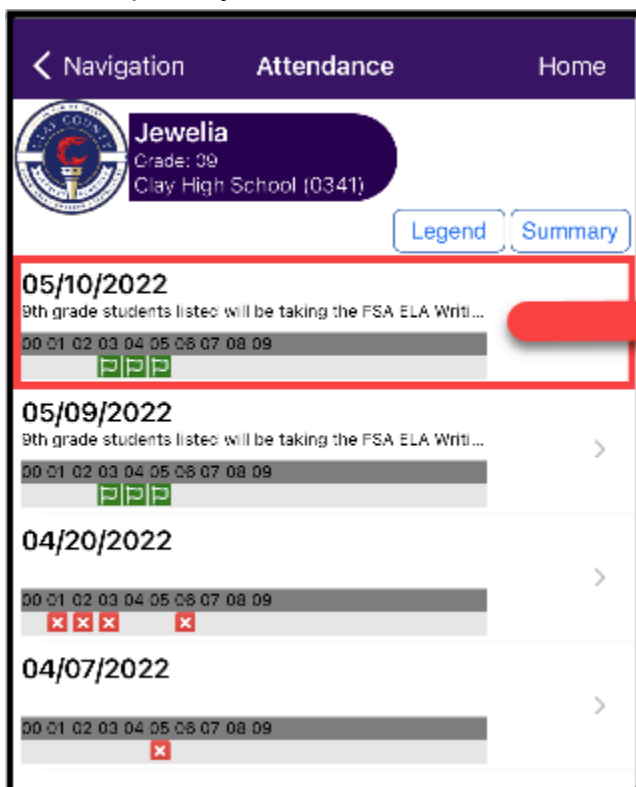 Navigation Attendance Home
CLAY COUNTY
Jewelia
Grade: 09
Clay High School (0341)
Legend Summary
05/10/2022
9th grade students listed will be taking the FSA ELA Writi...
00 01 02 03 04 05 06 07 08 09
05/09/2022
9th grade students listed will be taking the FSA ELA Writi...
00 01 02 03 04 05 06 07 08 09
04/20/2022
00 01 02 03 04 05 06 07 08 09
04/07/2022
00 01 02 03 04 05 06 07 08 09